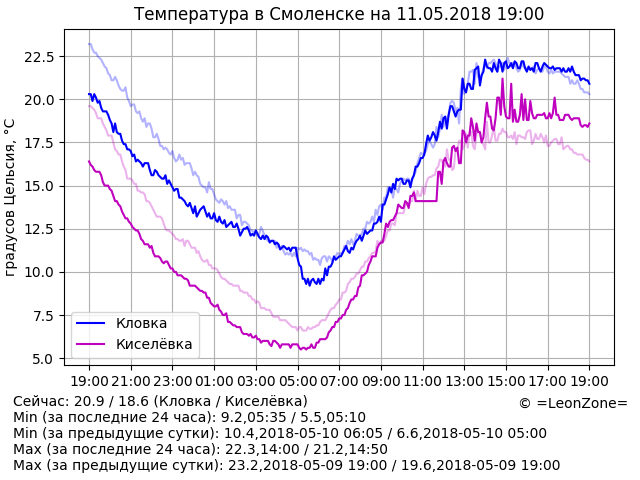 Температура в Смоленске на 11.05.2018 19:00
градусов Цельсия, °C
22.5
20.0
17.5
15.0
12.5
10.0
7.5
5.0
Кловка
Киселёвка
19:00 21:00 23:00 01:00 03:00 05:00 07:00 09:00 11:00 13:00 15:00 17:00 19:00
Сейчас: 20.9 / 18.6 (Кловка / Киселёвка)
© =LeonZone=
Min (за последние 24 часа): 9.2,05:35 / 5.5,05:10
Min (за предыдущие сутки): 10.4,2018-05-10 06:05 / 6.6,2018-05-10 05:00
Max (за последние 24 часа): 22.3,14:00 / 21.2,14:50
Max (за предыдущие сутки): 23.2,2018-05-09 19:00 / 19.6,2018-05-09 19:00